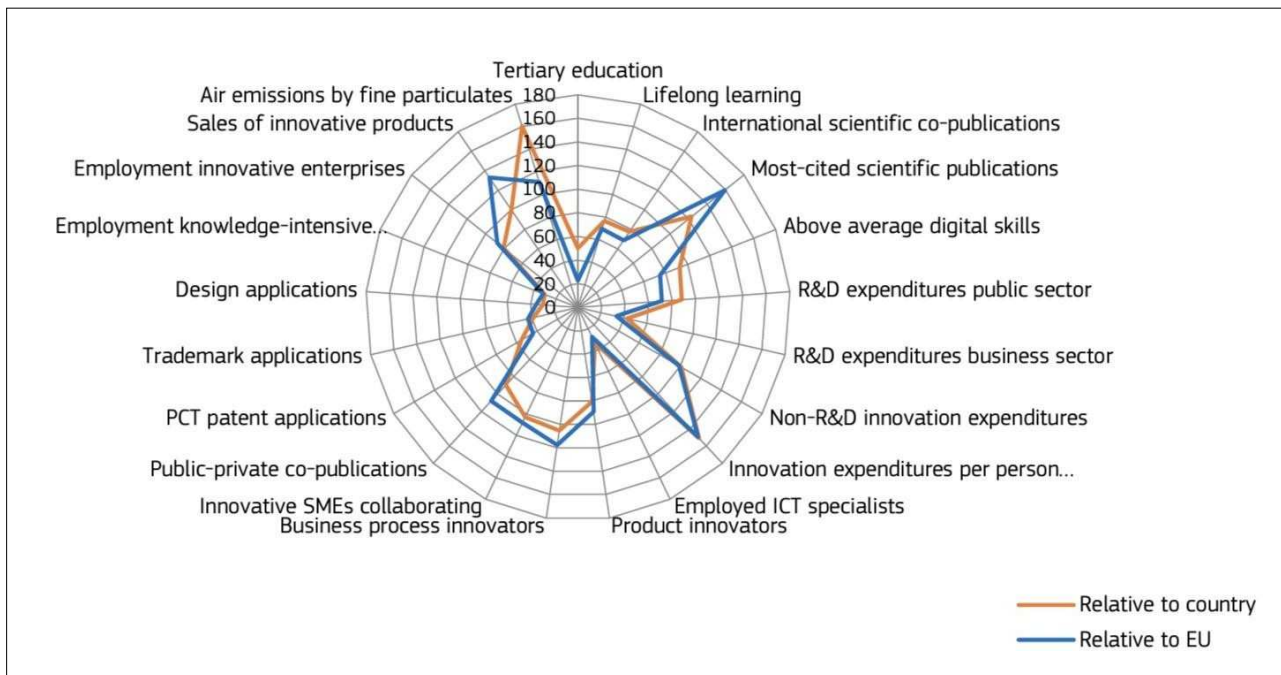 Tertiary education
Lifelong learning
International scientific co-publications
Most-cited scientific publications
Above average digital skills
R&D expenditures public sector
R&D expenditures business sector
Non-R&D innovation expenditures
Innovation expenditures per person...
Employed ICT specialists
Product innovators
Business process innovators
Innovative SMEs collaborating
Public-private co-publications
PCT patent applications
Trademark applications
Design applications
Employment knowledge-intensive...
Employment innovative enterprises
Sales of innovative products
Air emissions by fine particulates
180
160
140
120
100
80
60
40
20
0
Relative to country
Relative to EU